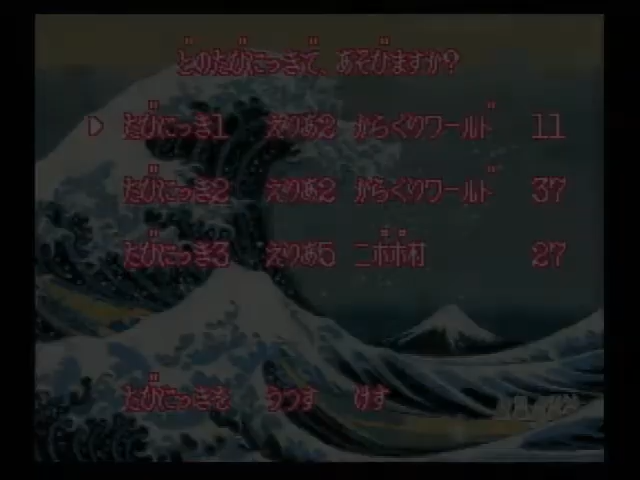 どのたびにっきで、あそびますか?
▷ たびにっき1 えりあ2 からくりワールド 11
たびにっき2 えりあ2 からくりワールド 37
たびにっき3 えりあ5 ニポポ村 27
たびにっきを うつす けす